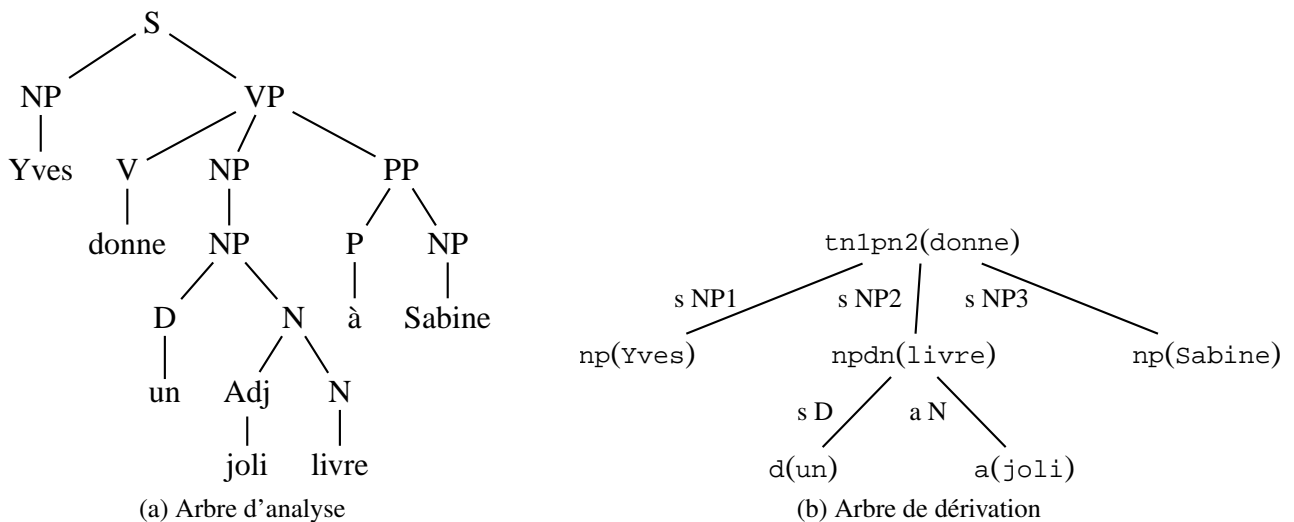 S
NP VP
Yves V NP PP
donne NP P NP
D N à Sabine
un Adj N
joli livre
(a) Arbre d'analyse
tn1pn2(donne)
s NP1 s NP2 s NP3
np(Yves) npdn(livre) np(Sabine)
s D a N
d(un) a(joli)
(b) Arbre de dérivation